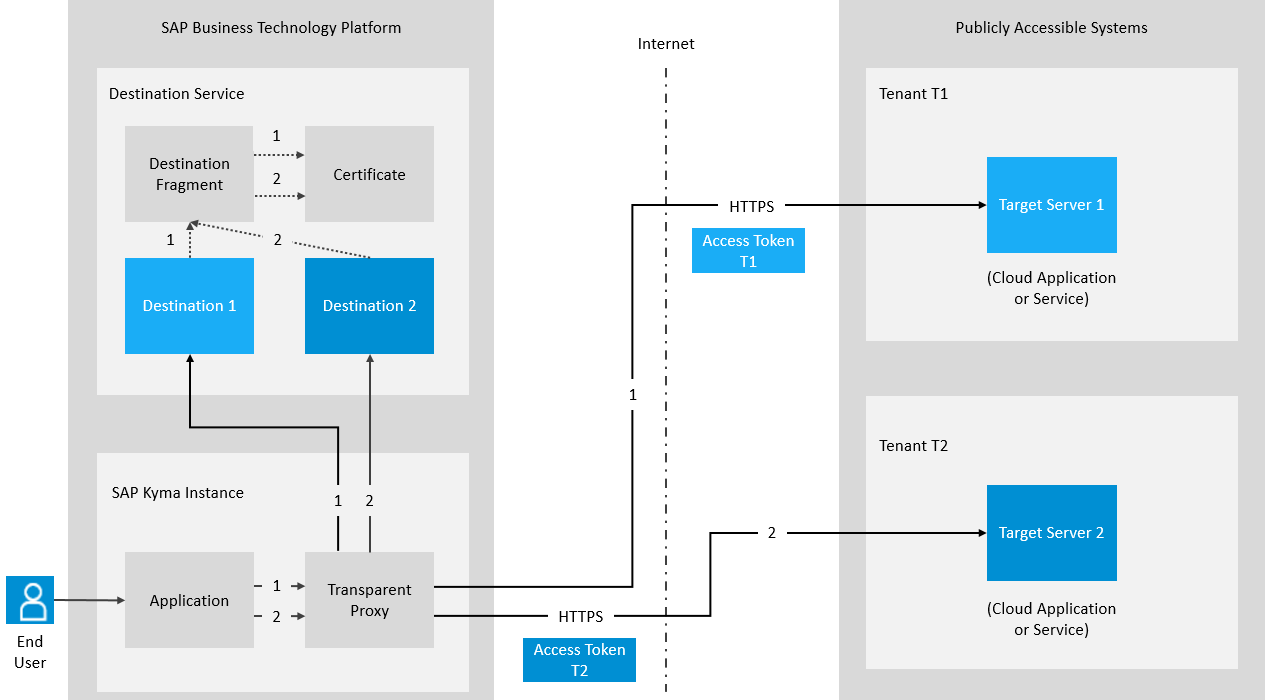 SAP Business Technology Platform
Internet
Publicly Accessible Systems
Destination Service
Destination
Fragment
1
2
Certificate
1
2
Destination 1
Destination 2
SAP Kyma Instance
1
2
Application
1
2
Transparent
Proxy
End
User
1
HTTPS
Access Token
T1
2
HTTPS
Access Token
T2
Tenant T1
Target Server 1
(Cloud Application
or Service)
Tenant T2
Target Server 2
(Cloud Application
or Service)